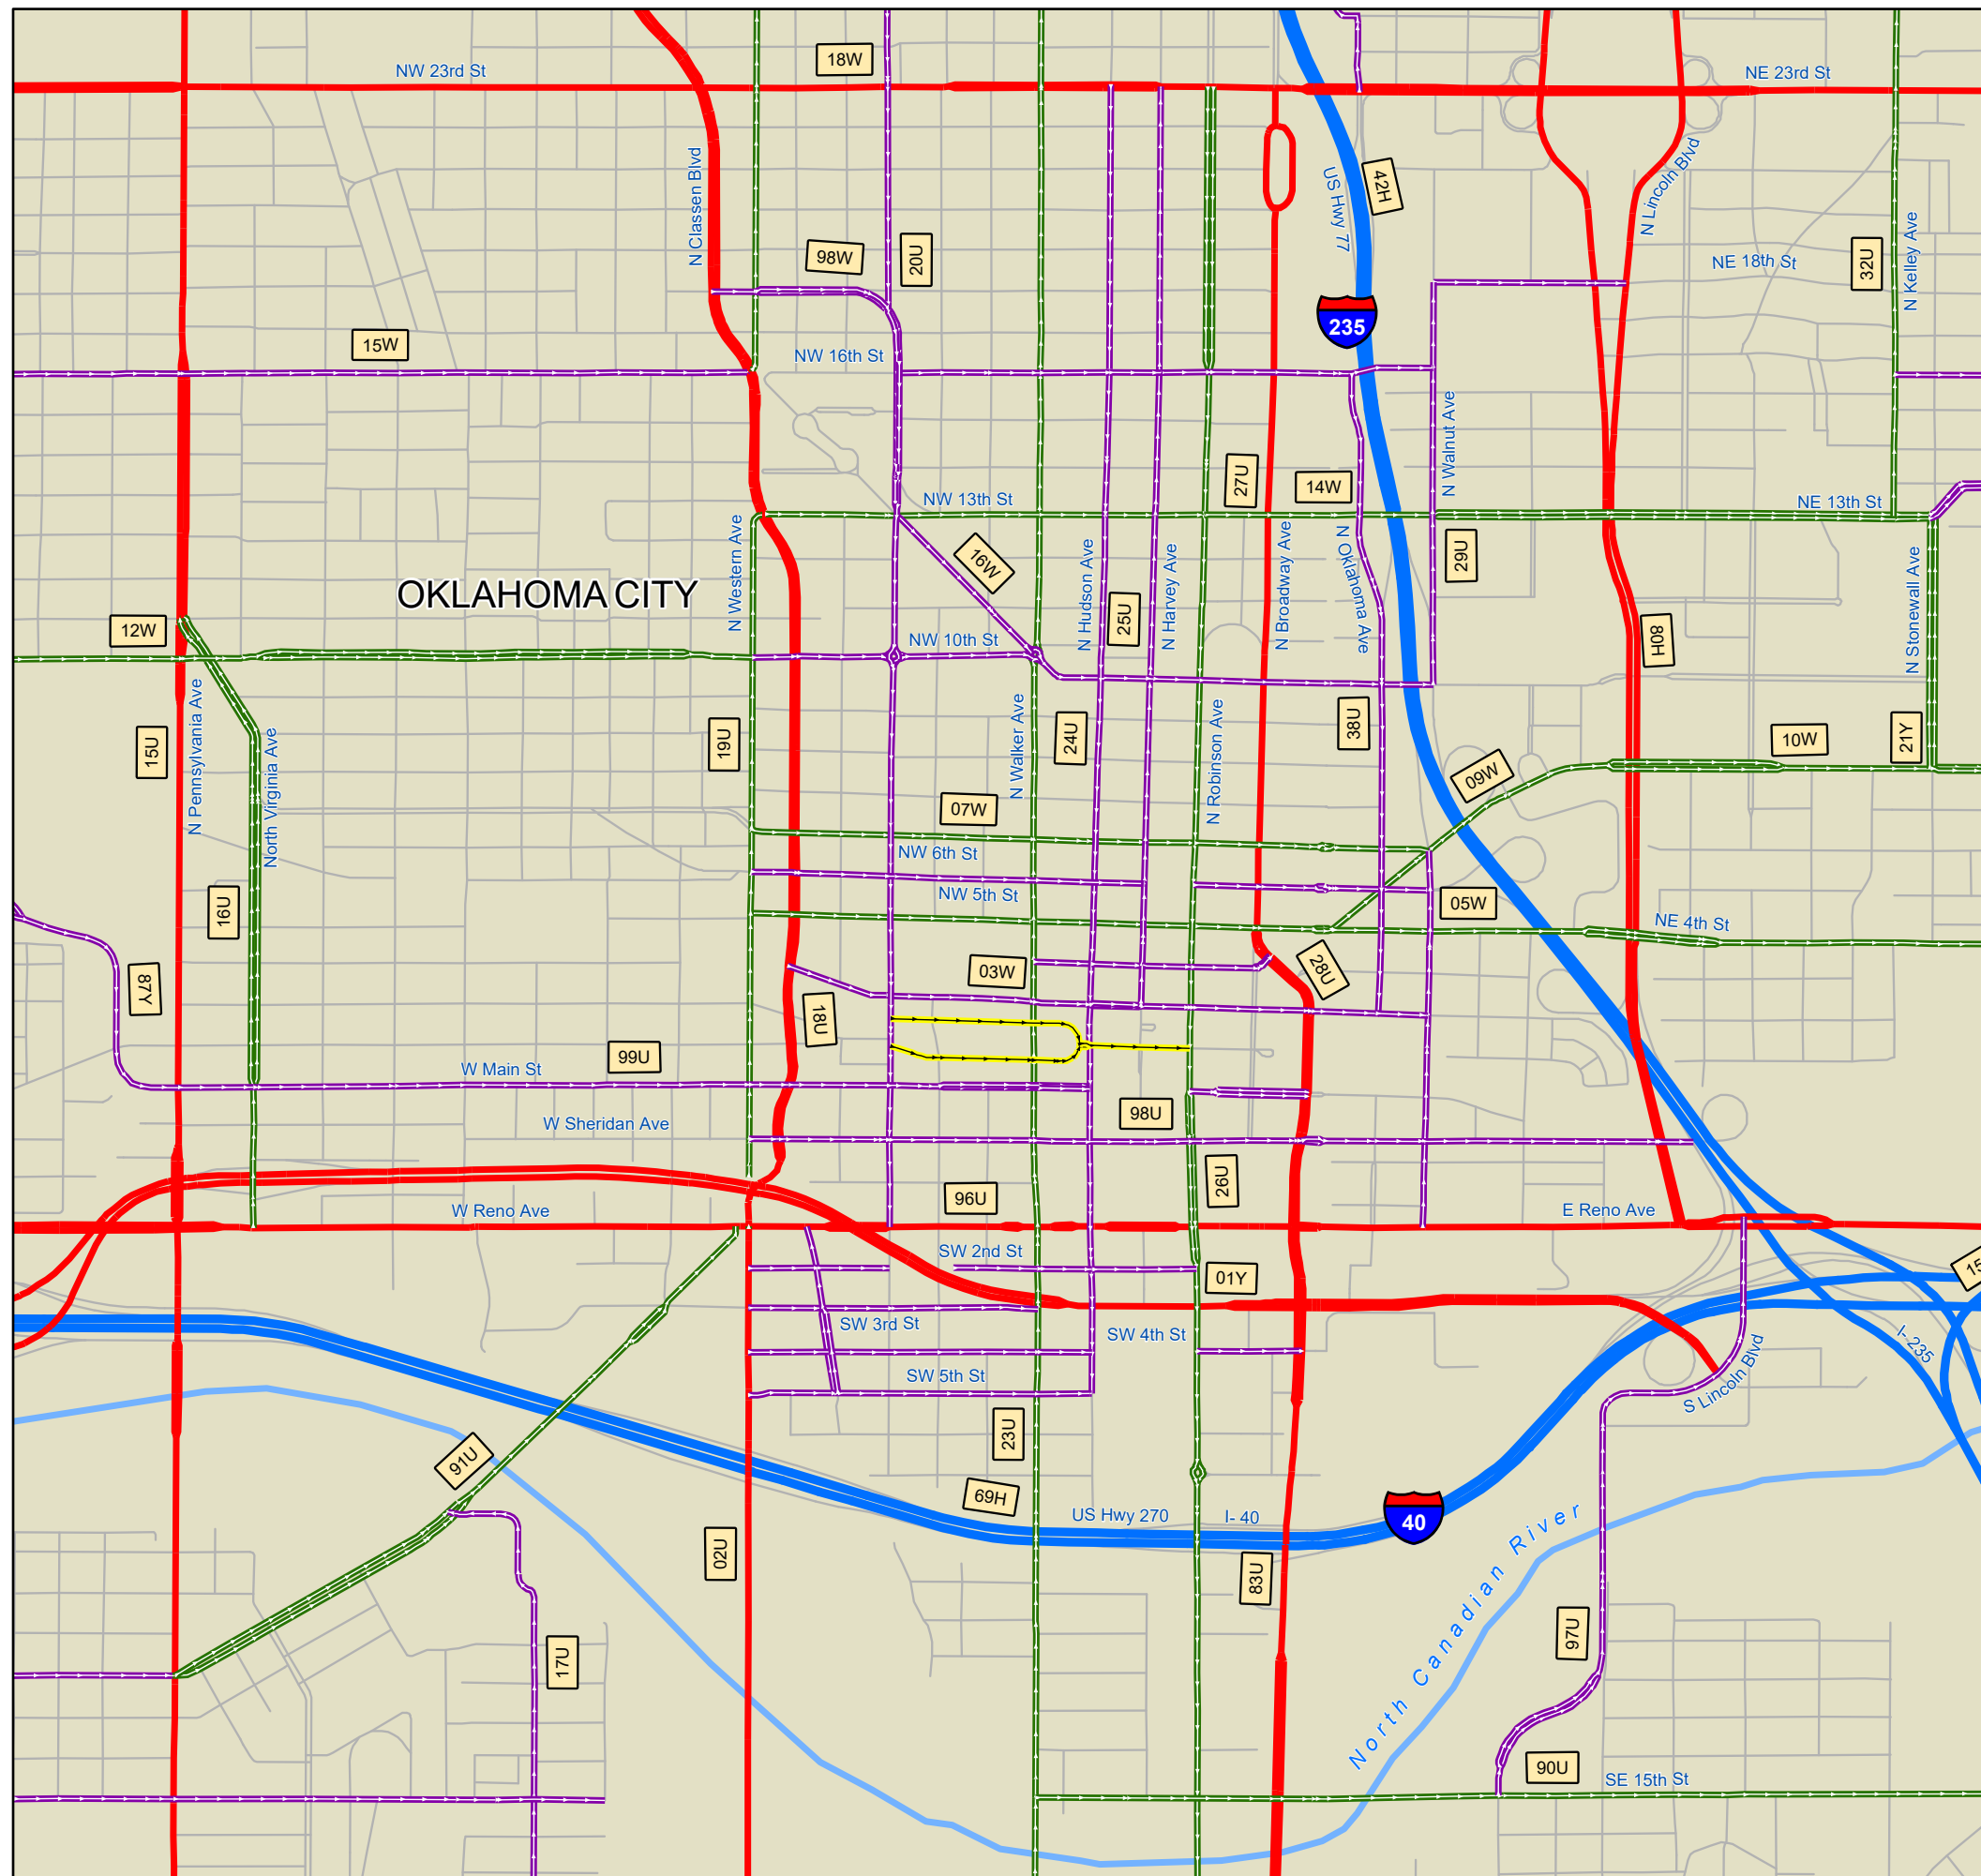 18W
NW 23rd St
NE 23rd St
N Classen Blvd
US Hwy 77
42H
N Lincoln Blvd
98W
20U
NE 18th St
32U
N Kelley Ave
235
15W
NW 16th St
N Walnut Ave
27U
14W
NW 13th St
NE 13th St
N Western Ave
16W
N Hudson Ave
25U
N Harvey Ave
N Broadway Ave
N Oklahoma Ave
29U
N Stonewall Ave
OKLAHOMA CITY
12W
NW 10th St
80H
15U
N Pennsylvania Ave
North Virginia Ave
19U
N Walker Ave
24U
N Robinson Ave
38U
09W
10W
21Y
07W
NW 6th St
NW 5th St
16U
05W
NE 4th St
87Y
03W
28U
18U
99U
W Main St
98U
W Sheridan Ave
96U
26U
W Reno Ave
E Reno Ave
SW 2nd St
01Y
15
SW 3rd St
SW 4th St
I- 235
SW 5th St
S Lincoln Blvd
23U
91U
69H
US Hwy 270
I- 40
40
02U
83U
North Canadian River
97U
17U
90U
SE 15th St